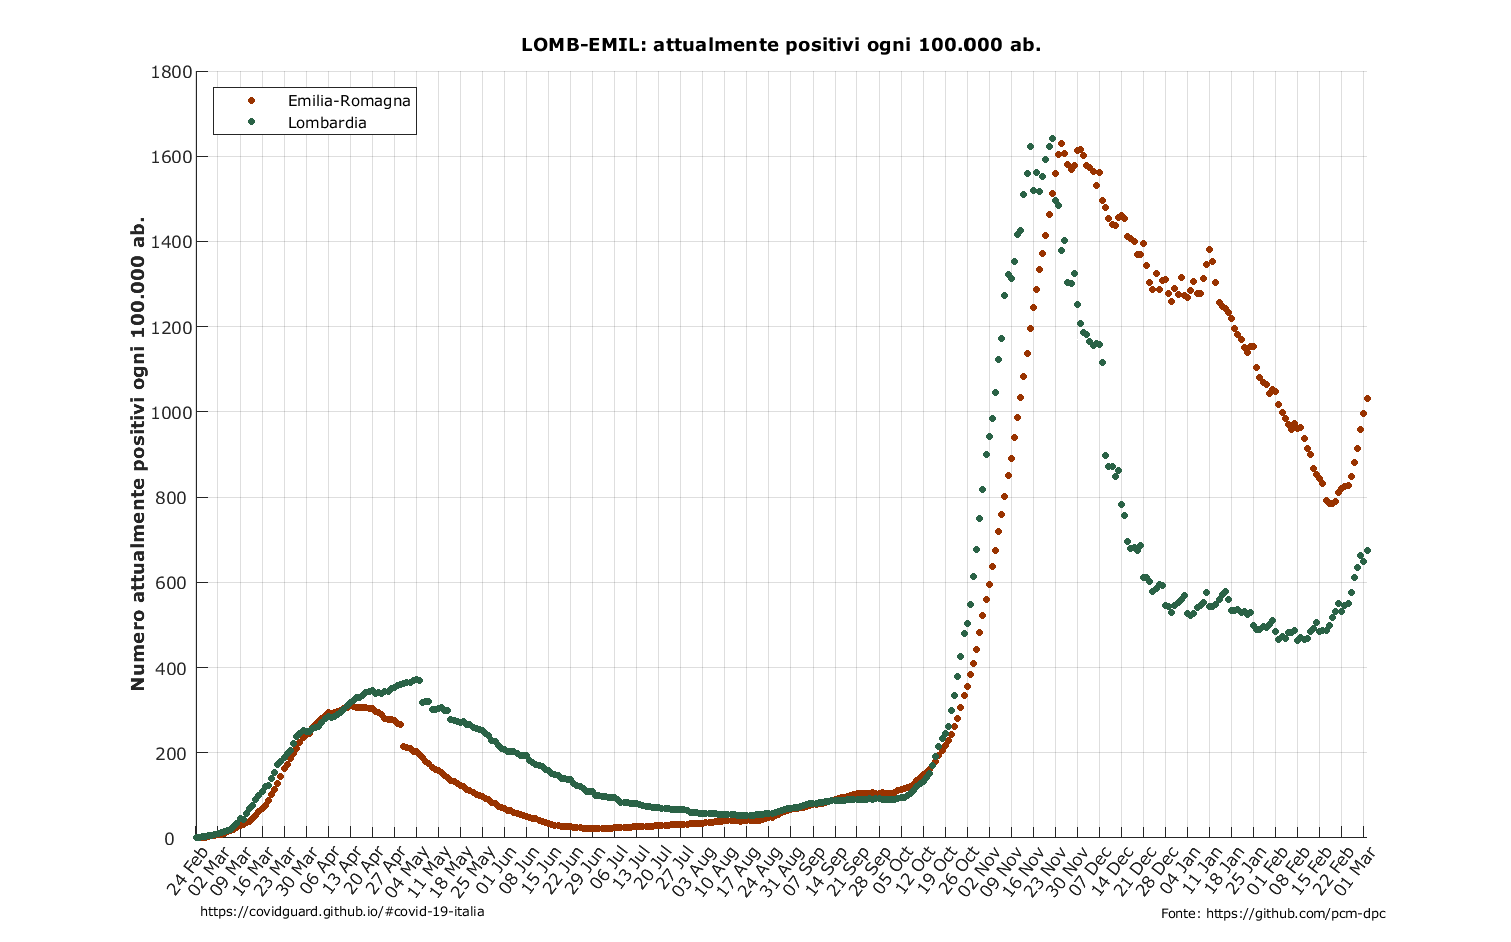 LOMB-EMIL: attualmente positivi ogni 100.000 ab.
Numero attualmente positivi ogni 100.000 ab.
1800
1600
1400
1200
1000
800
600
400
200
0
Emilia-Romagna
Lombardia
24 Feb
02 Mar
09 Mar
16 Mar
23 Mar
30 Mar
06 Apr
13 Apr
20 Apr
27 Apr
04 May
11 May
18 May
25 May
01 Jun
08 Jun
15 Jun
22 Jun
29 Jun
06 Jul
13 Jul
20 Jul
27 Jul
03 Aug
10 Aug
17 Aug
24 Aug
31 Aug
07 Sep
14 Sep
21 Sep
28 Sep
05 Oct
12 Oct
19 Oct
26 Oct
02 Nov
09 Nov
16 Nov
23 Nov
30 Nov
07 Dec
14 Dec
21 Dec
28 Dec
04 Jan
11 Jan
18 Jan
25 Jan
01 Feb
08 Feb
15 Feb
22 Feb
01 Mar
https://covidguard.github.io/#covid-19-italia
Fonte: https://github.com/pcm-dpc